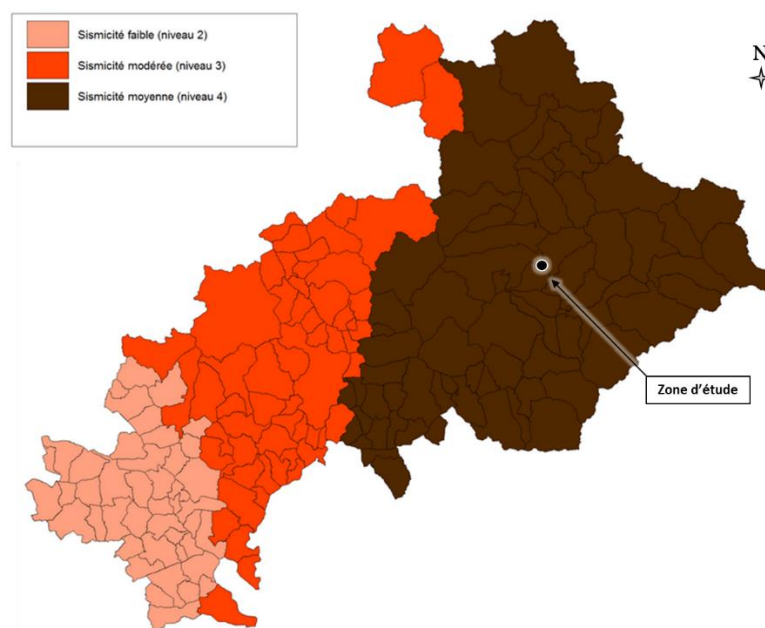 Sismicité faible (niveau 2)
Sismicité modérée (niveau 3)
Sismicité moyenne (niveau 4)
N
Zone d'étude